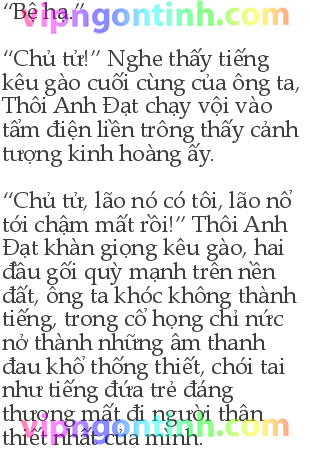 “Bệ hạ.”
vipngontinh.com
“Chủ tử!” Nghe thấy tiếng
kêu gào cuối cùng của ông ta,
Thôi Anh Đạt chạy vội vào
tẩm điện liền trông thấy cảnh
tượng kinh hoàng ấy.
“Chủ tử, lão nó có tôi, lão nổ
tới chậm mất rồi!” Thôi Anh
Đạt khàn giọng kêu gào, hai
đầu gối quỳ mạnh trên nền
đất, ông ta khóc không thành
tiếng, trong cổ họng chỉ nức
nở thành những âm thanh
đau khổ thống thiết, chói tai
như tiếng đứa trẻ đáng
thương mất đi người thân
vipngontinh.com
thiết nhất của mình.